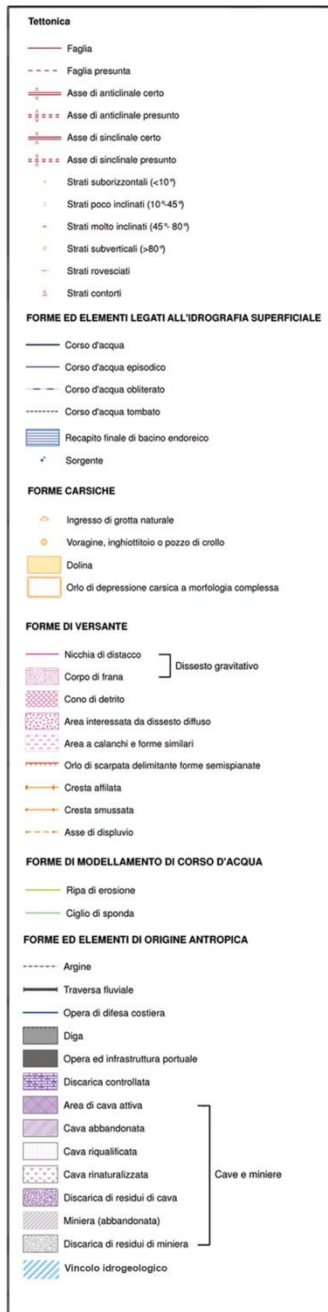 Tettonica
Faglia
Faglia presunta
Asse di anticlinale certo
Asse di anticlinale presunto
Asse di sinclinale certo
Asse di sinclinale presunto
Strati suborizzontali (<10°)
Strati poco inclinati (10°-45°)
Strati molto inclinati (45°- 80°)
Strati subverticali (>80°)
Strati rovesciati
Strati contorti
FORME ED ELEMENTI LEGATI ALL'IDROGRAFIA SUPERFICIALE
Corso d'acqua
Corso d'acqua episodico
Corso d'acqua obliterato
Corso d'acqua tombato
Recapito finale di bacino endoreico
Sorgente
FORME CARSICHE
Ingresso di grotta naturale
Voragine, inghiottitoio o pozzo di crollo
Dolina
Orlo di depressione carsica a morfologia complessa
FORME DI VERSANTE
Nicchia di distacco
Corpo di frana
Dissesto gravitativo
Cono di detrito
Area interessata da dissesto diffuso
Area a calanchi e forme similari
Orlo di scarpata delimitante forme semispianate
Cresta affilata
Cresta smussata
Asse di displuvio
FORME DI MODELLAMENTO DI CORSO D'ACQUA
Ripa di erosione
Ciglio di sponda
FORME ED ELEMENTI DI ORIGINE ANTROPICA
Argine
Traversa fluviale
Opera di difesa costiera
Diga
Opera ed infrastruttura portuale
Discarica controllata
Area di cava attiva
Cava abbandonata
Cava riqualificata
Cava rinaturalizzata
Cave e miniere
Discarica di residui di cava
Miniera (abbandonata)
Discarica di residui di miniera
Vincolo idrogeologico